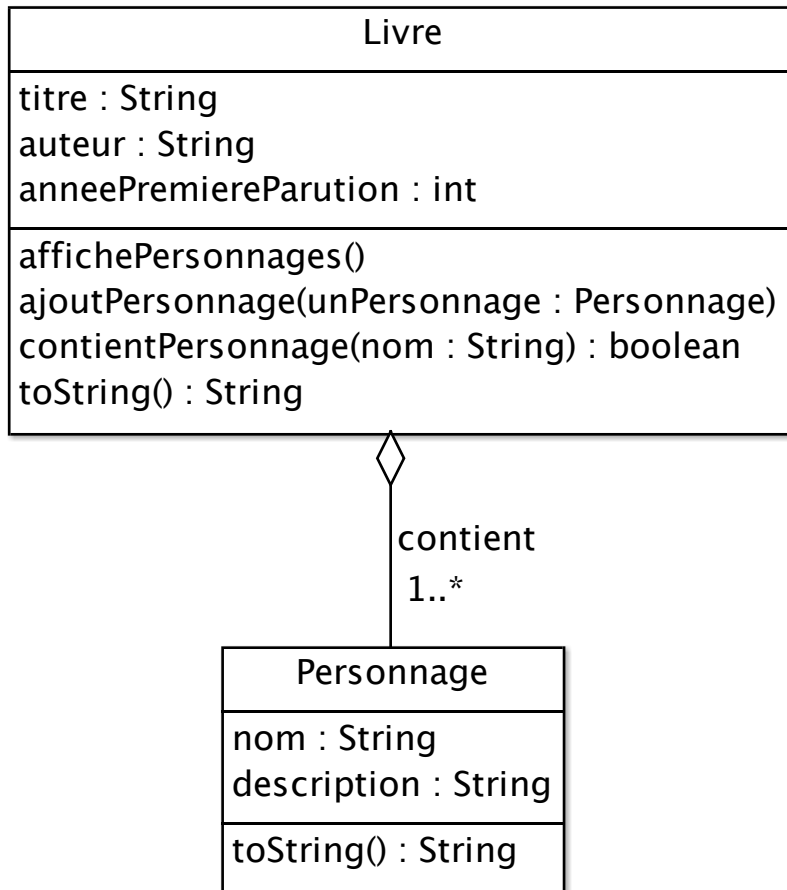 Livre
titre : String
auteur : String
anneePremiereParution : int
affichePersonnages()
ajoutPersonnage(unPersonnage : Personnage)
contientPersonnage(nom : String) : boolean
toString() : String
contient
1..*
Personnage
nom : String
description : String
toString() : String